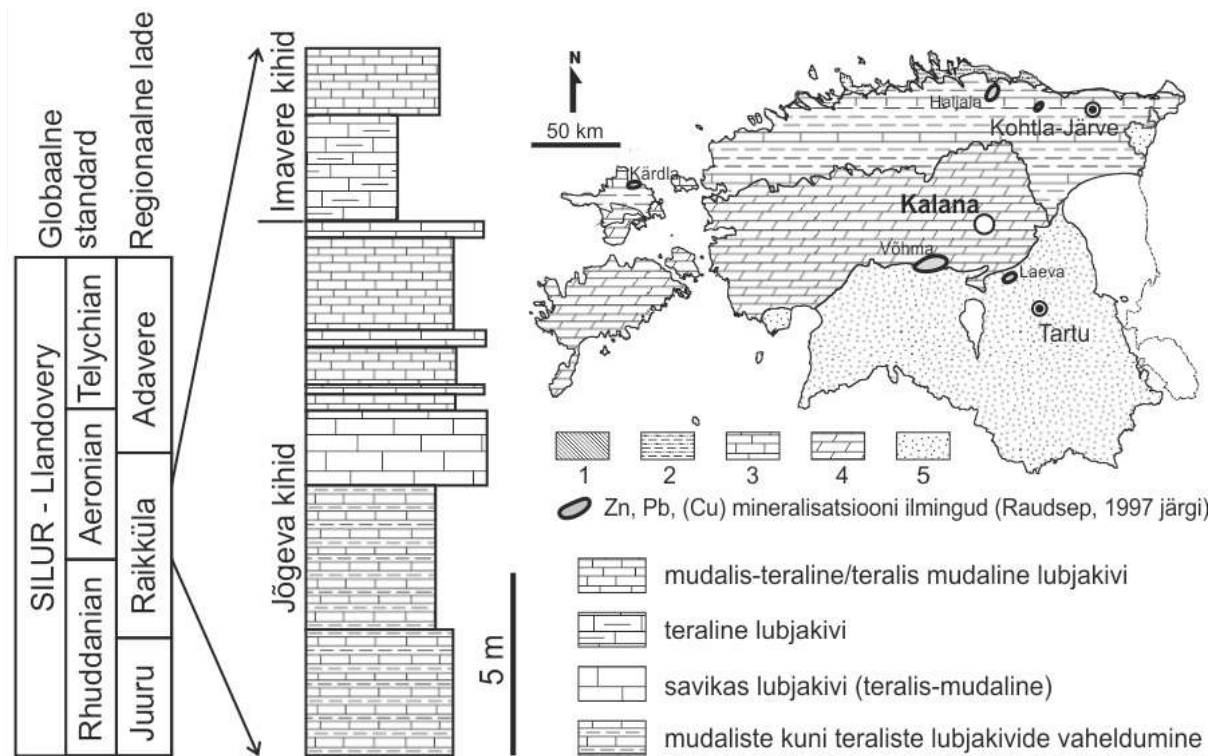 Globaalne
standard
Regionaalne lade
SILUR - Llandovery
Rhuddanian
Aeronian
Telychian
Juuru
Raikküla
Adavere
Imavere kihid
Jõgeva kihid
5 m
N
50 km
Haljala
Kohtla-Järve
Kärdla
Kalana
Võhma
Laeva
Tartu
1 2 3 4 5
Zn, Pb, (Cu) mineralisatsiooni ilmingud (Raudsep, 1997 järgi)
mudalis-teraline/teralis mudaline lubjakivi
teraline lubjakivi
savikas lubjakivi (teralis-mudaline)
mudaliste kuni teraliste lubjakivide vaheldumine